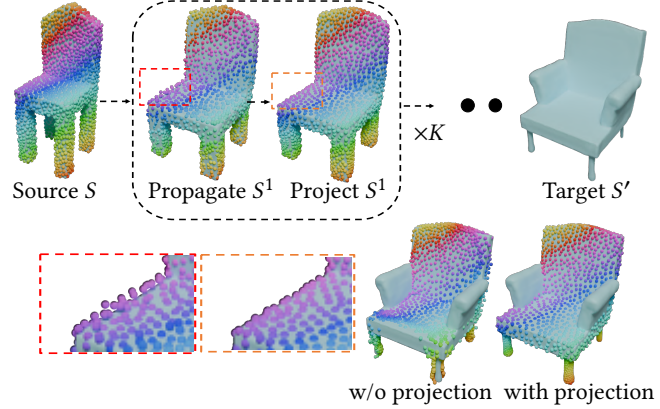 ×K
Source S
Propagate S¹
Project S¹
Target S′
w/o projection
with projection